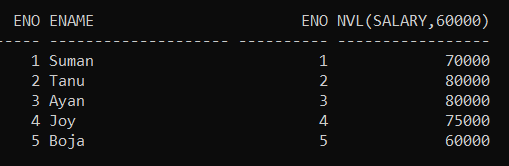 ENO ENAME ENO NVL(SALARY,60000)
----- -------------------- ---------- -----------------
1 Suman 1 70000
2 Tanu 2 80000
3 Ayan 3 80000
4 Joy 4 75000
5 Boja 5 60000